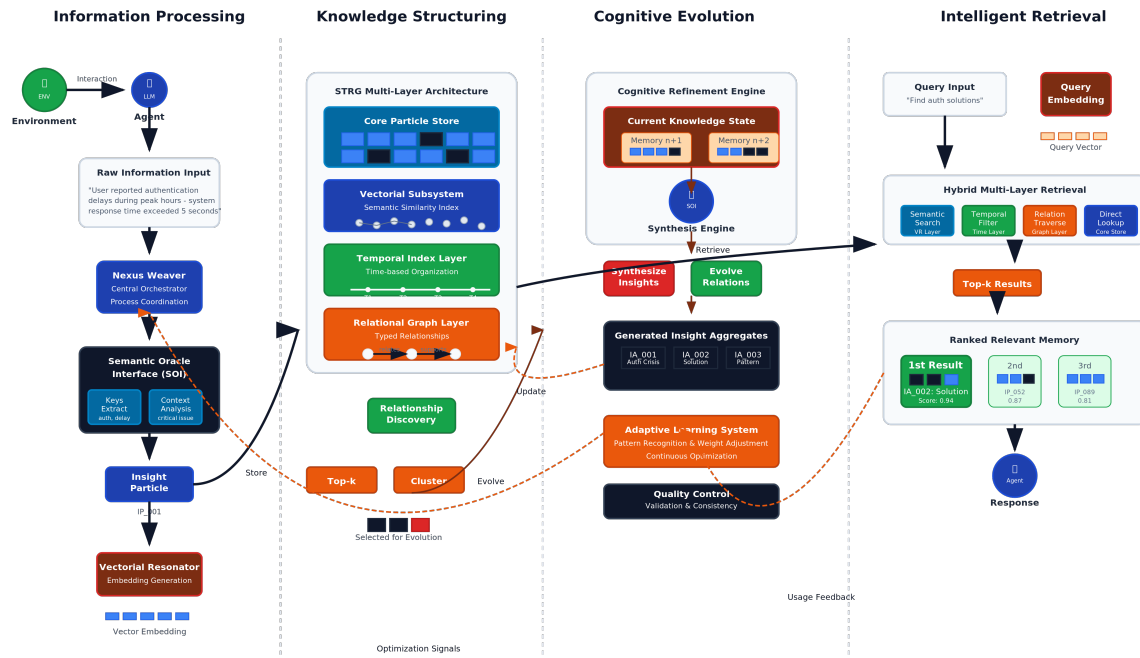 Information Processing
Knowledge Structuring
Cognitive Evolution
Intelligent Retrieval
Interaction
ENV
LLM
Environment
Agent
Raw Information Input
"User reported authentication
delays during peak hours - system
response time exceeded 5 seconds"
Nexus Weaver
Central Orchestrator
Process Coordination
Semantic Oracle
Interface (SOI)
Keys
Extract
auth, delay
Context
Analysis
critical issue
Insight
Particle
IP_001
Vectorial Resonator
Embedding Generation
Vector Embedding
Store
STRG Multi-Layer Architecture
Core Particle Store
Vectorial Subsystem
Semantic Similarity Index
Temporal Index Layer
Time-based Organization
Relational Graph Layer
Typed Relationships
Relationship
Discovery
Top-k
Cluster
Selected for Evolution
Evolve
Update
Optimization Signals
Cognitive Refinement Engine
Current Knowledge State
Memory n+1
Memory n+2
SOI
Synthesis Engine
Retrieve
Synthesize
Insights
Evolve
Relations
Generated Insight Aggregates
IA_001
Auth Crisis
IA_002
Solution
IA_003
Pattern
Adaptive Learning System
Pattern Recognition & Weight Adjustment
Continuous Optimization
Quality Control
Validation & Consistency
Usage Feedback
Query Input
"Find auth solutions"
Query
Embedding
Query Vector
Hybrid Multi-Layer Retrieval
Semantic
Search
VR Layer
Temporal
Filter
Time Layer
Relation
Traverse
Graph Layer
Direct
Lookup
Core Store
Top-k Results
Ranked Relevant Memory
1st Result
IA_002: Solution
Score: 0.94
2nd
IP_052
0.87
3rd
IP_089
0.81
Agent
Response